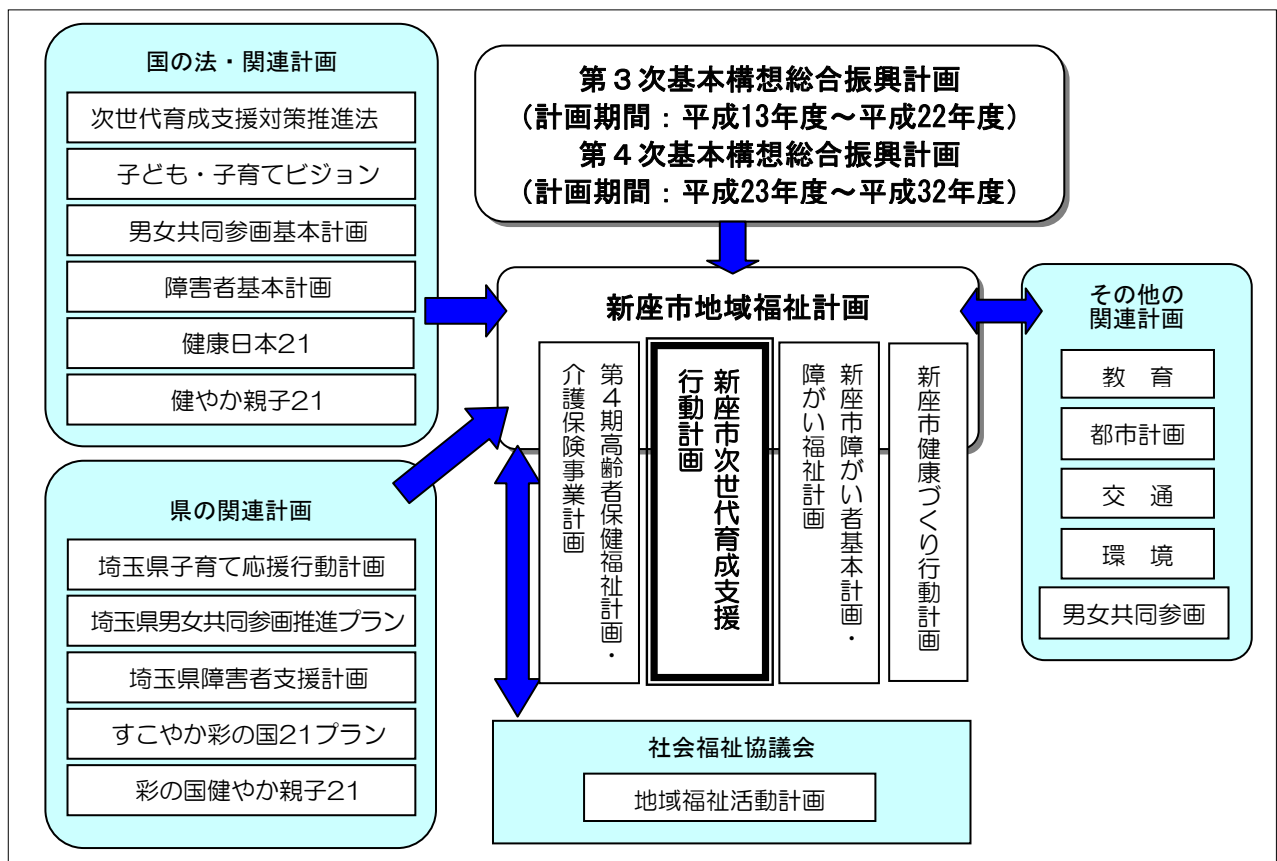 国の法・関連計画
次世代育成支援対策推進法
子ども・子育てビジョン
男女共同参画基本計画
障害者基本計画
健康日本21
健やか親子21
県の関連計画
埼玉県子育て応援行動計画
埼玉県男女共同参画推進プラン
埼玉県障害者支援計画
すこやか彩の国21プラン
彩の国健やか親子21
第３次基本構想総合振興計画
（計画期間：平成13年度～平成22年度）
第４次基本構想総合振興計画
（計画期間：平成23年度～平成32年度）
新座市地域福祉計画
第４期高齢者保健福祉計画・
介護保険事業計画
新座市次世代育成支援
行動計画
新座市障がい者基本計画・
障がい福祉計画
新座市健康づくり行動計画
社会福祉協議会
地域福祉活動計画
その他の
関連計画
教　育
都市計画
交　通
環　境
男女共同参画